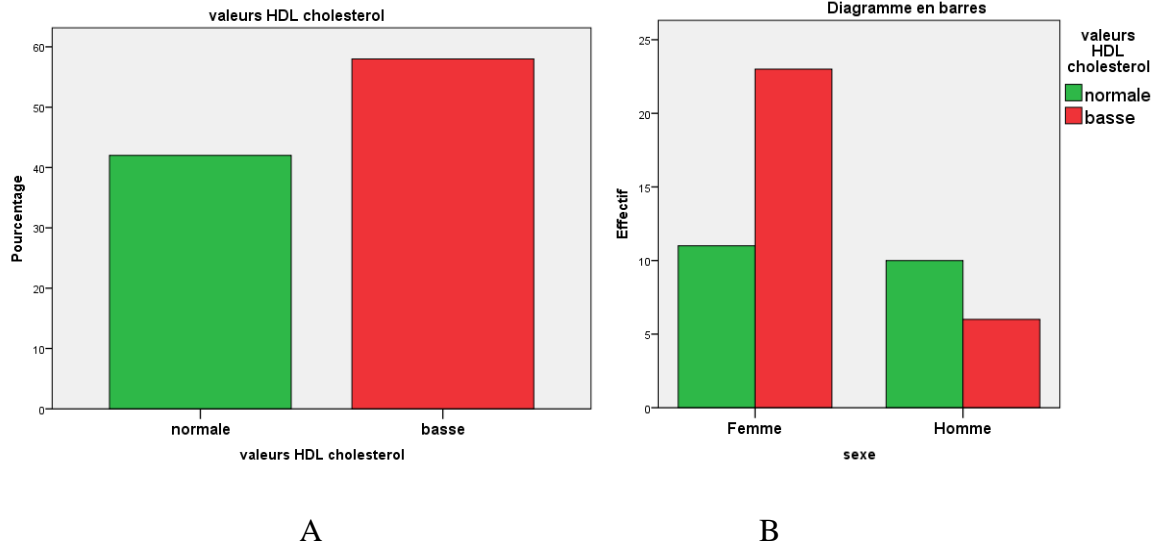 valeurs HDL cholesterol
Pourcentage
60
50
40
30
20
10
0
normale
basse
valeurs HDL cholesterol
A
Diagramme en barres
Effectif
25
20
15
10
5
0
Femme
Homme
sexe
valeurs
HDL
cholesterol
normale
basse
B